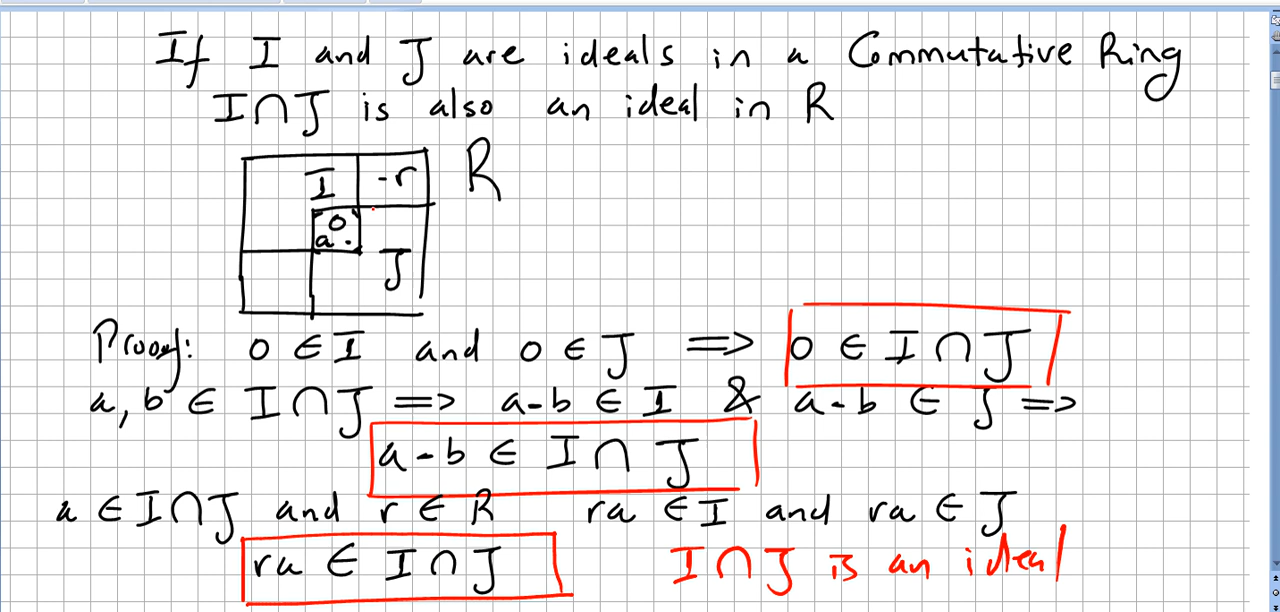 If I and J are ideals in a Commutative Ring
I∩J is also an ideal in R
I -r R
0
a .
J
Proof: 0 ∈ I and 0 ∈ J => 0 ∈ I ∩ J
a, b ∈ I ∩ J => a-b ∈ I & a-b ∈ J =>
a-b ∈ I ∩ J
a ∈ I∩J and r ∈ R ra ∈ I and ra ∈ J
ra ∈ I ∩ J I∩J is an ideal